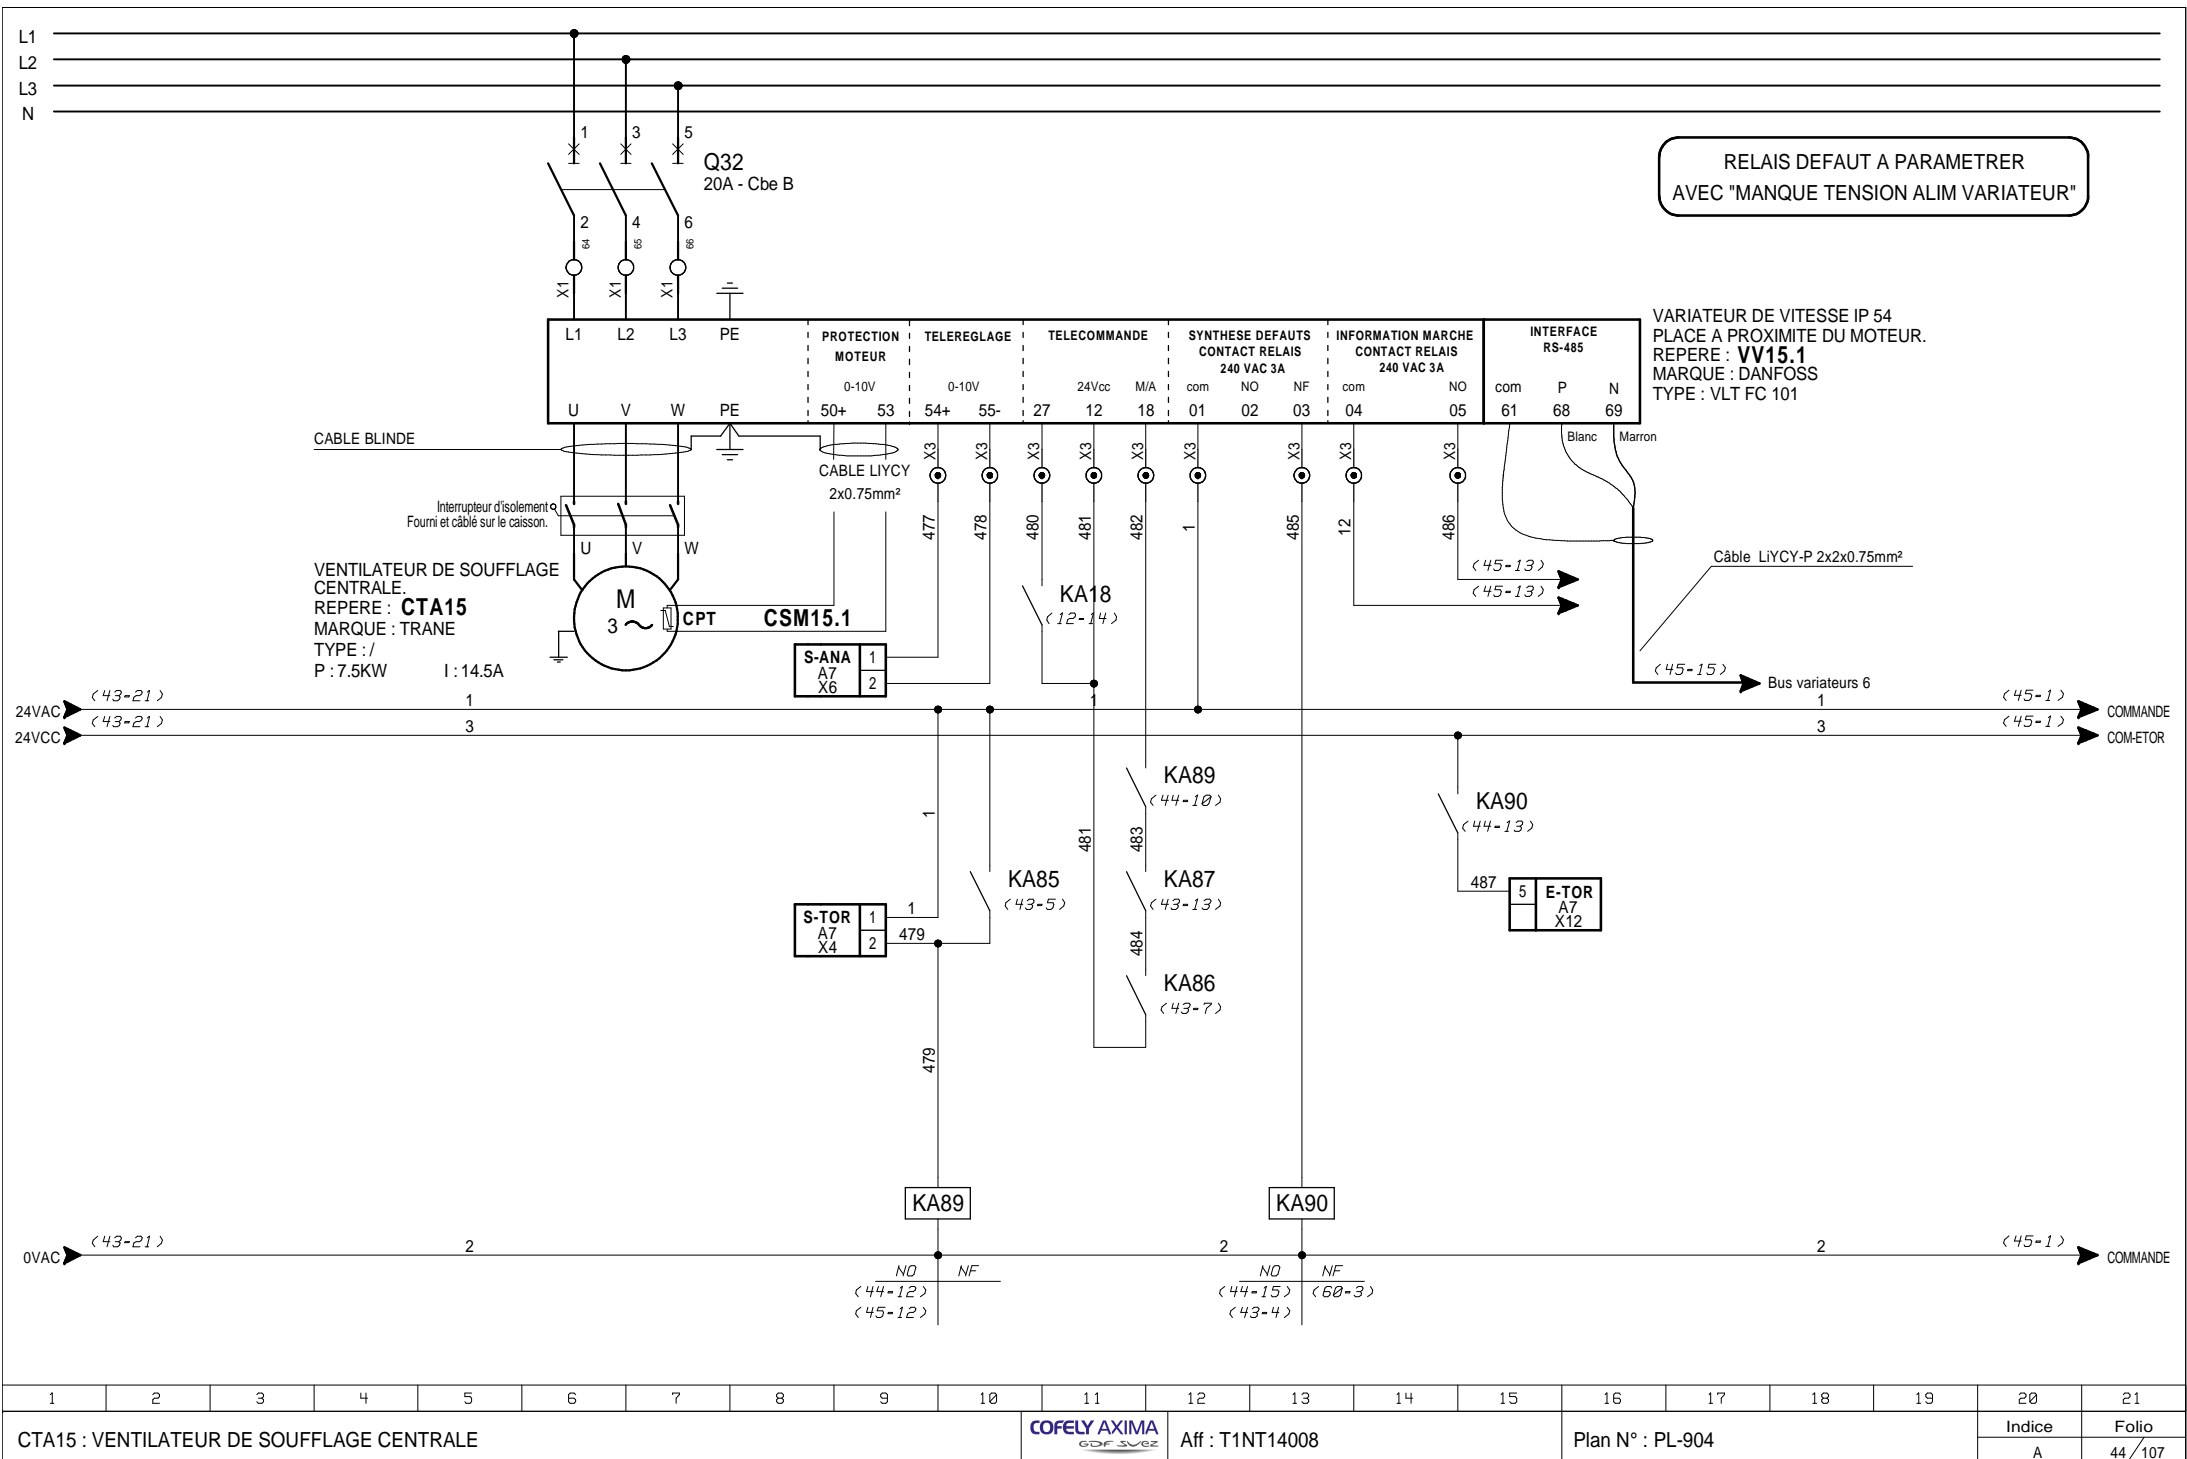 L1
L2
L3
N
1 3 5
Q32
20A - Cbe B
2 4 6
64 65 66
X1 X1 X1
RELAIS DEFAUT A PARAMETRER
AVEC "MANQUE TENSION ALIM VARIATEUR"
L1 L2 L3 PE
PROTECTION
MOTEUR
0-10V
TELEREGLAGE
0-10V
TELECOMMANDE
24Vcc M/A
SYNTHESE DEFAUTS
CONTACT RELAIS
240 VAC 3A
com NO NF
INFORMATION MARCHE
CONTACT RELAIS
240 VAC 3A
com NO
INTERFACE
RS-485
com P N
U V W PE 50+ 53 54+ 55- 27 12 18 01 02 03 04 05 61 68 69
VARIATEUR DE VITESSE IP 54
PLACE A PROXIMITE DU MOTEUR.
REPERE : VV15.1
MARQUE : DANFOSS
TYPE : VLT FC 101
CABLE BLINDE
CABLE LIYCY
2x0.75mm²
X3 X3 X3 X3 X3 X3 X3 X3 X3
Blanc Marron
Interrupteur d'isolement
Fourni et câblé sur le caisson.
477 478 480 481 482 1 485 12 486
U V W
VENTILATEUR DE SOUFFLAGE
CENTRALE.
REPERE : CTA15
MARQUE : TRANE
TYPE : /
P : 7.5KW I : 14.5A
M
3
CPT CSM15.1
KA18
(12-14)
(45-13)
(45-13)
Câble LiYCY-P 2x2x0.75mm²
S-ANA 1
A7
X6 2
(45-15)
Bus variateurs 6
24VAC (43-21) 1 1 1 (45-1) COMMANDE
24VCC (43-21) 3 3 (45-1) COM-ETOR
KA89
(44-10)
KA90
(44-13)
1 481 483
KA85
(43-5)
KA87
(43-13)
487
5 E-TOR
A7
X12
S-TOR 1 1
A7
X4 2 479
484
KA86
(43-7)
479
KA89 KA90
0VAC (43-21) 2 2 2 (45-1) COMMANDE
NO NF
(44-12)
(45-12)
NO NF
(44-15) (60-3)
(43-4)
1 2 3 4 5 6 7 8 9 10 11 12 13 14 15 16 17 18 19 20 21
CTA15 : VENTILATEUR DE SOUFFLAGE CENTRALE
COFELY AXIMA
GDF SUEZ
Aff : T1NT14008
Plan N° : PL-904
Indice
A
Folio
44/107